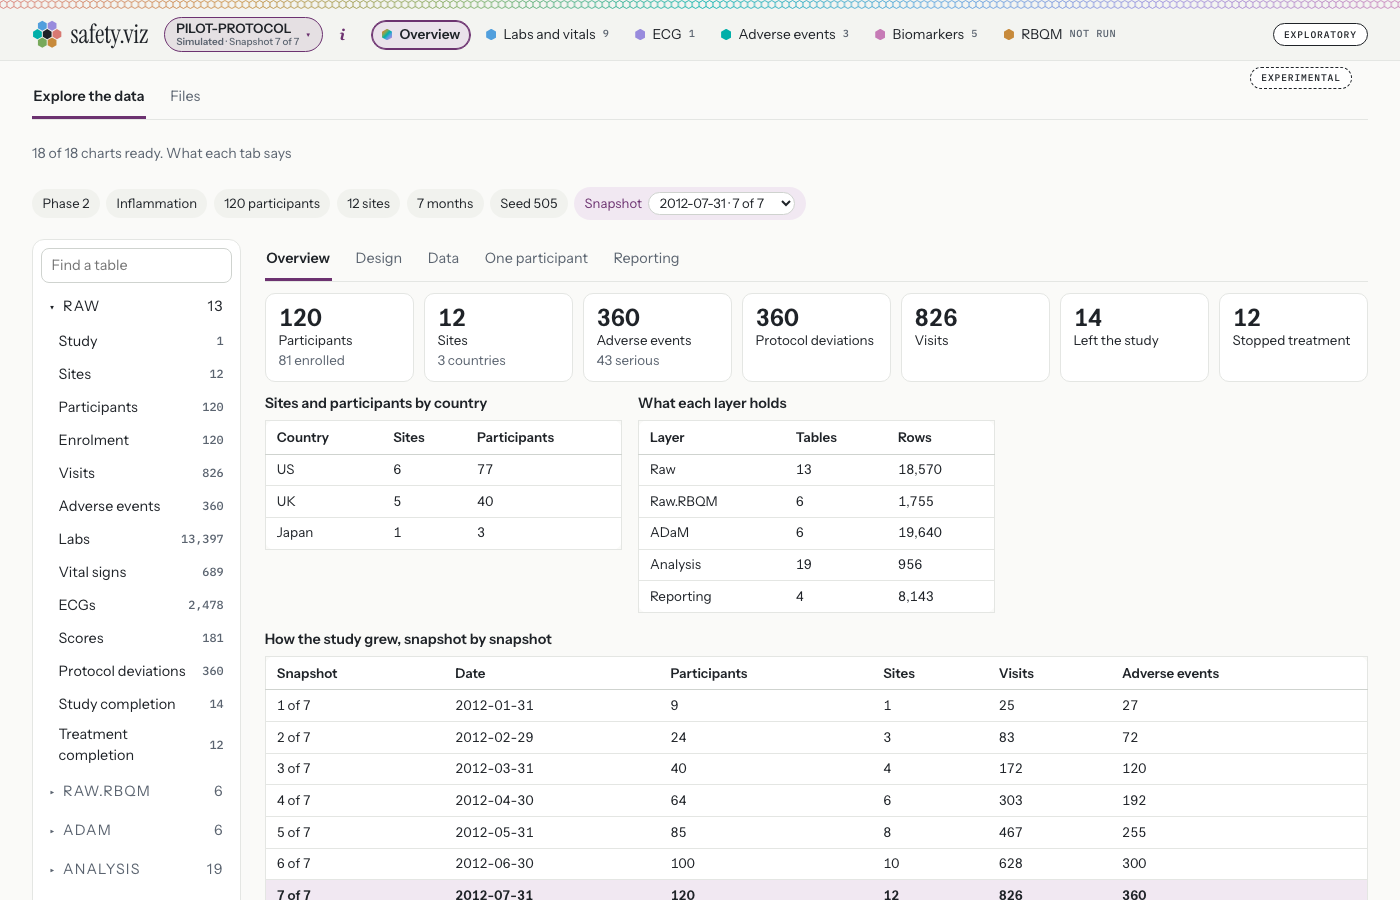 safety.viz
PILOT-PROTOCOL
Simulated · Snapshot 7 of 7
i
Overview
Labs and vitals 9
ECG 1
Adverse events 3
Biomarkers 5
RBQM NOT RUN
EXPLORATORY
EXPERIMENTAL
Explore the data
Files
18 of 18 charts ready. What each tab says
Phase 2
Inflammation
120 participants
12 sites
7 months
Seed 505
Snapshot 2012-07-31 · 7 of 7
Find a table
RAW 13
Study 1
Sites 12
Participants 120
Enrolment 120
Visits 826
Adverse events 360
Labs 13,397
Vital signs 689
ECGs 2,478
Scores 181
Protocol deviations 360
Study completion 14
Treatment
completion 12
RAW.RBQM 6
ADAM 6
ANALYSIS 19
Overview
Design
Data
One participant
Reporting
120
Participants
81 enrolled
12
Sites
3 countries
360
Adverse events
43 serious
360
Protocol deviations
826
Visits
14
Left the study
12
Stopped treatment
Sites and participants by country
Country Sites Participants
US 6 77
UK 5 40
Japan 1 3
What each layer holds
Layer Tables Rows
Raw 13 18,570
Raw.RBQM 6 1,755
ADaM 6 19,640
Analysis 19 956
Reporting 4 8,143
How the study grew, snapshot by snapshot
Snapshot Date Participants Sites Visits Adverse events
1 of 7 2012-01-31 9 1 25 27
2 of 7 2012-02-29 24 3 83 72
3 of 7 2012-03-31 40 4 172 120
4 of 7 2012-04-30 64 6 303 192
5 of 7 2012-05-31 85 8 467 255
6 of 7 2012-06-30 100 10 628 300
7 of 7 2012-07-31 120 12 826 360